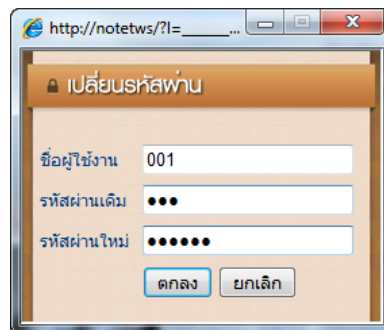 http://notetws/?l=______...
เปลี่ยนรหัสผ่าน
ชื่อผู้ใช้งาน 001
รหัสผ่านเดิม ●●●
รหัสผ่านใหม่ ●●●●●●
ตกลง ยกเลิก